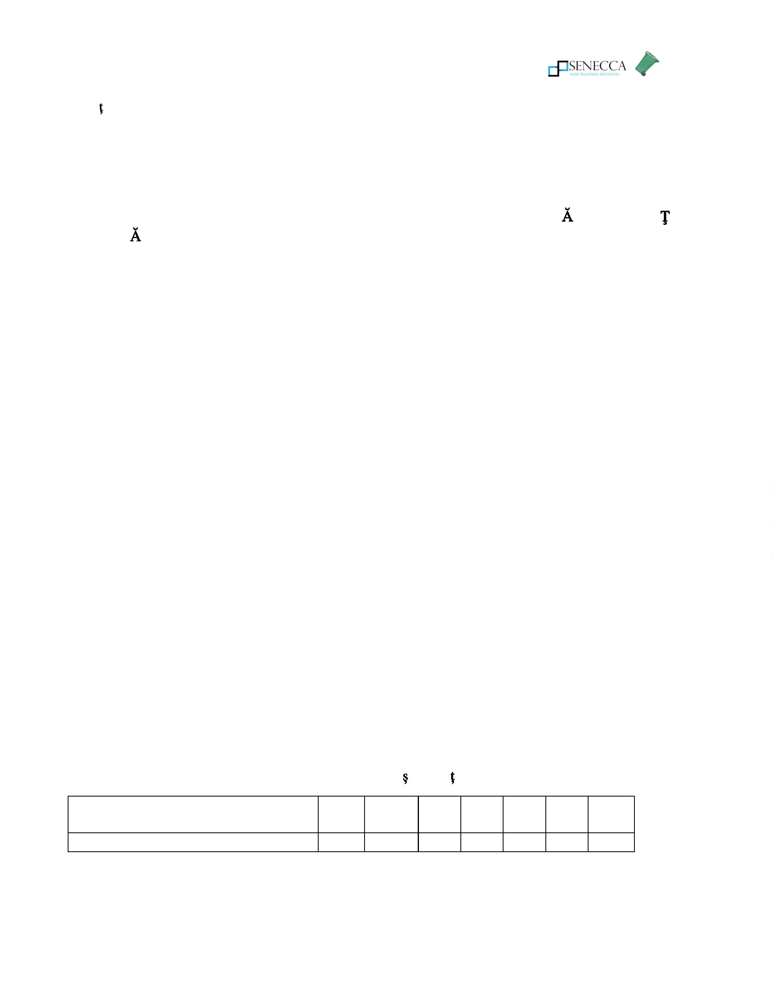 SENECCA
wise business decisions
ţ
Ă Ţ
Ă
ş ţ